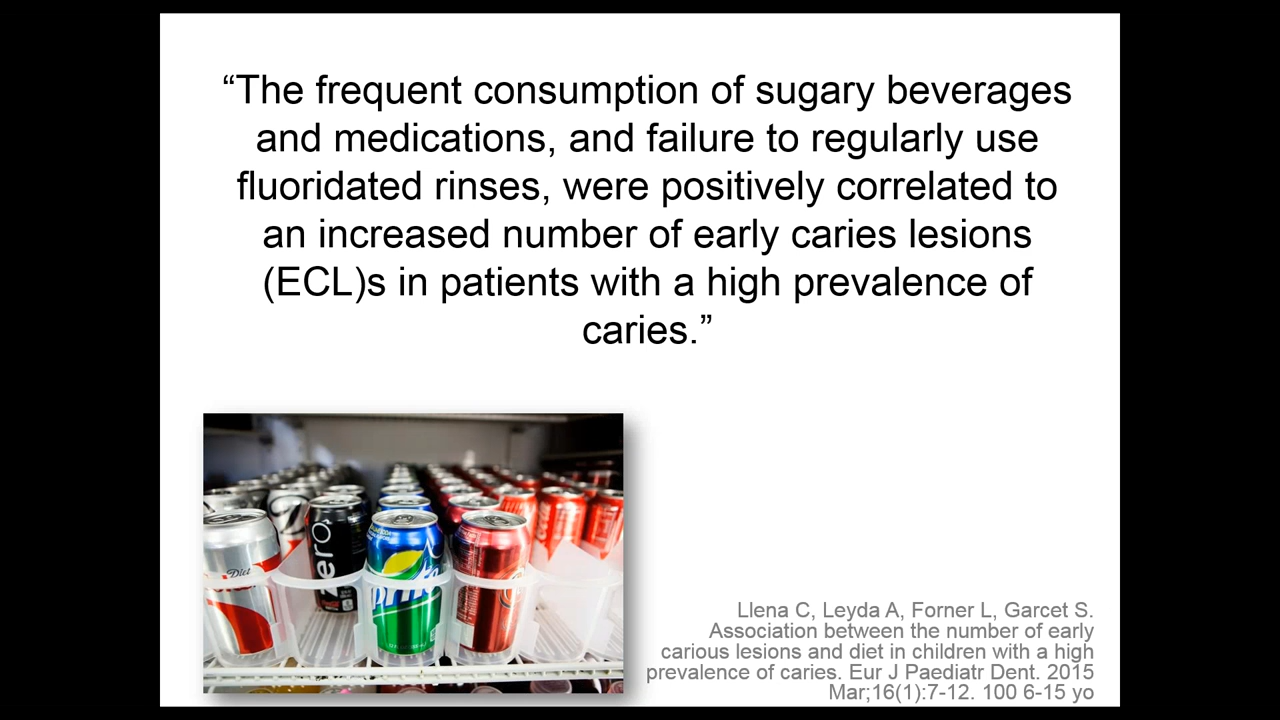 “The frequent consumption of sugary beverages
and medications, and failure to regularly use
fluoridated rinses, were positively correlated to
an increased number of early caries lesions
(ECL)s in patients with a high prevalence of
caries.”
Diet
zero
Llena C, Leyda A, Forner L, Garcet S.
Association between the number of early
carious lesions and diet in children with a high
prevalence of caries. Eur J Paediatr Dent. 2015
Mar;16(1):7-12. 100 6-15 yo